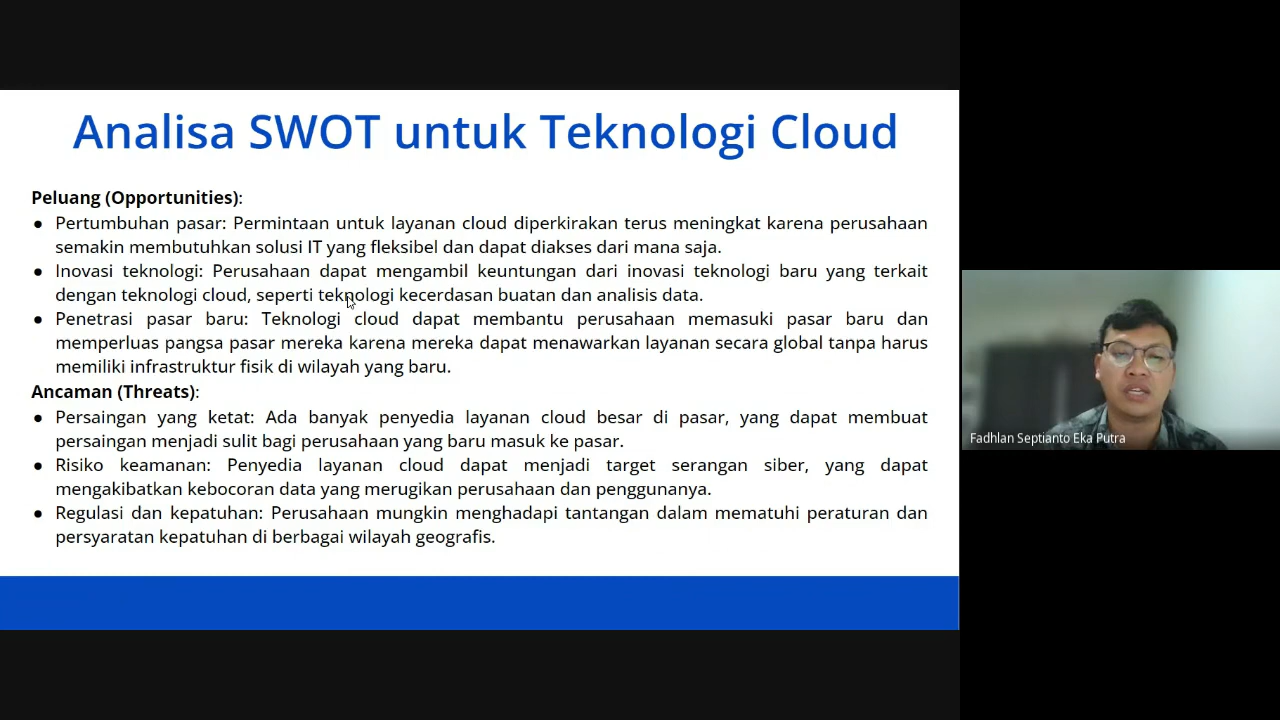 Analisa SWOT untuk Teknologi Cloud
Peluang (Opportunities):
● Pertumbuhan pasar: Permintaan untuk layanan cloud diperkirakan terus meningkat karena perusahaan
semakin membutuhkan solusi IT yang fleksibel dan dapat diakses dari mana saja.
● Inovasi teknologi: Perusahaan dapat mengambil keuntungan dari inovasi teknologi baru yang terkait
dengan teknologi cloud, seperti teknologi kecerdasan buatan dan analisis data.
● Penetrasi pasar baru: Teknologi cloud dapat membantu perusahaan memasuki pasar baru dan
memperluas pangsa pasar mereka karena mereka dapat menawarkan layanan secara global tanpa harus
memiliki infrastruktur fisik di wilayah yang baru.
Ancaman (Threats):
● Persaingan yang ketat: Ada banyak penyedia layanan cloud besar di pasar, yang dapat membuat
persaingan menjadi sulit bagi perusahaan yang baru masuk ke pasar.
● Risiko keamanan: Penyedia layanan cloud dapat menjadi target serangan siber, yang dapat
mengakibatkan kebocoran data yang merugikan perusahaan dan penggunanya.
● Regulasi dan kepatuhan: Perusahaan mungkin menghadapi tantangan dalam mematuhi peraturan dan
persyaratan kepatuhan di berbagai wilayah geografis.
Fadhlan Septianto Eka Putra